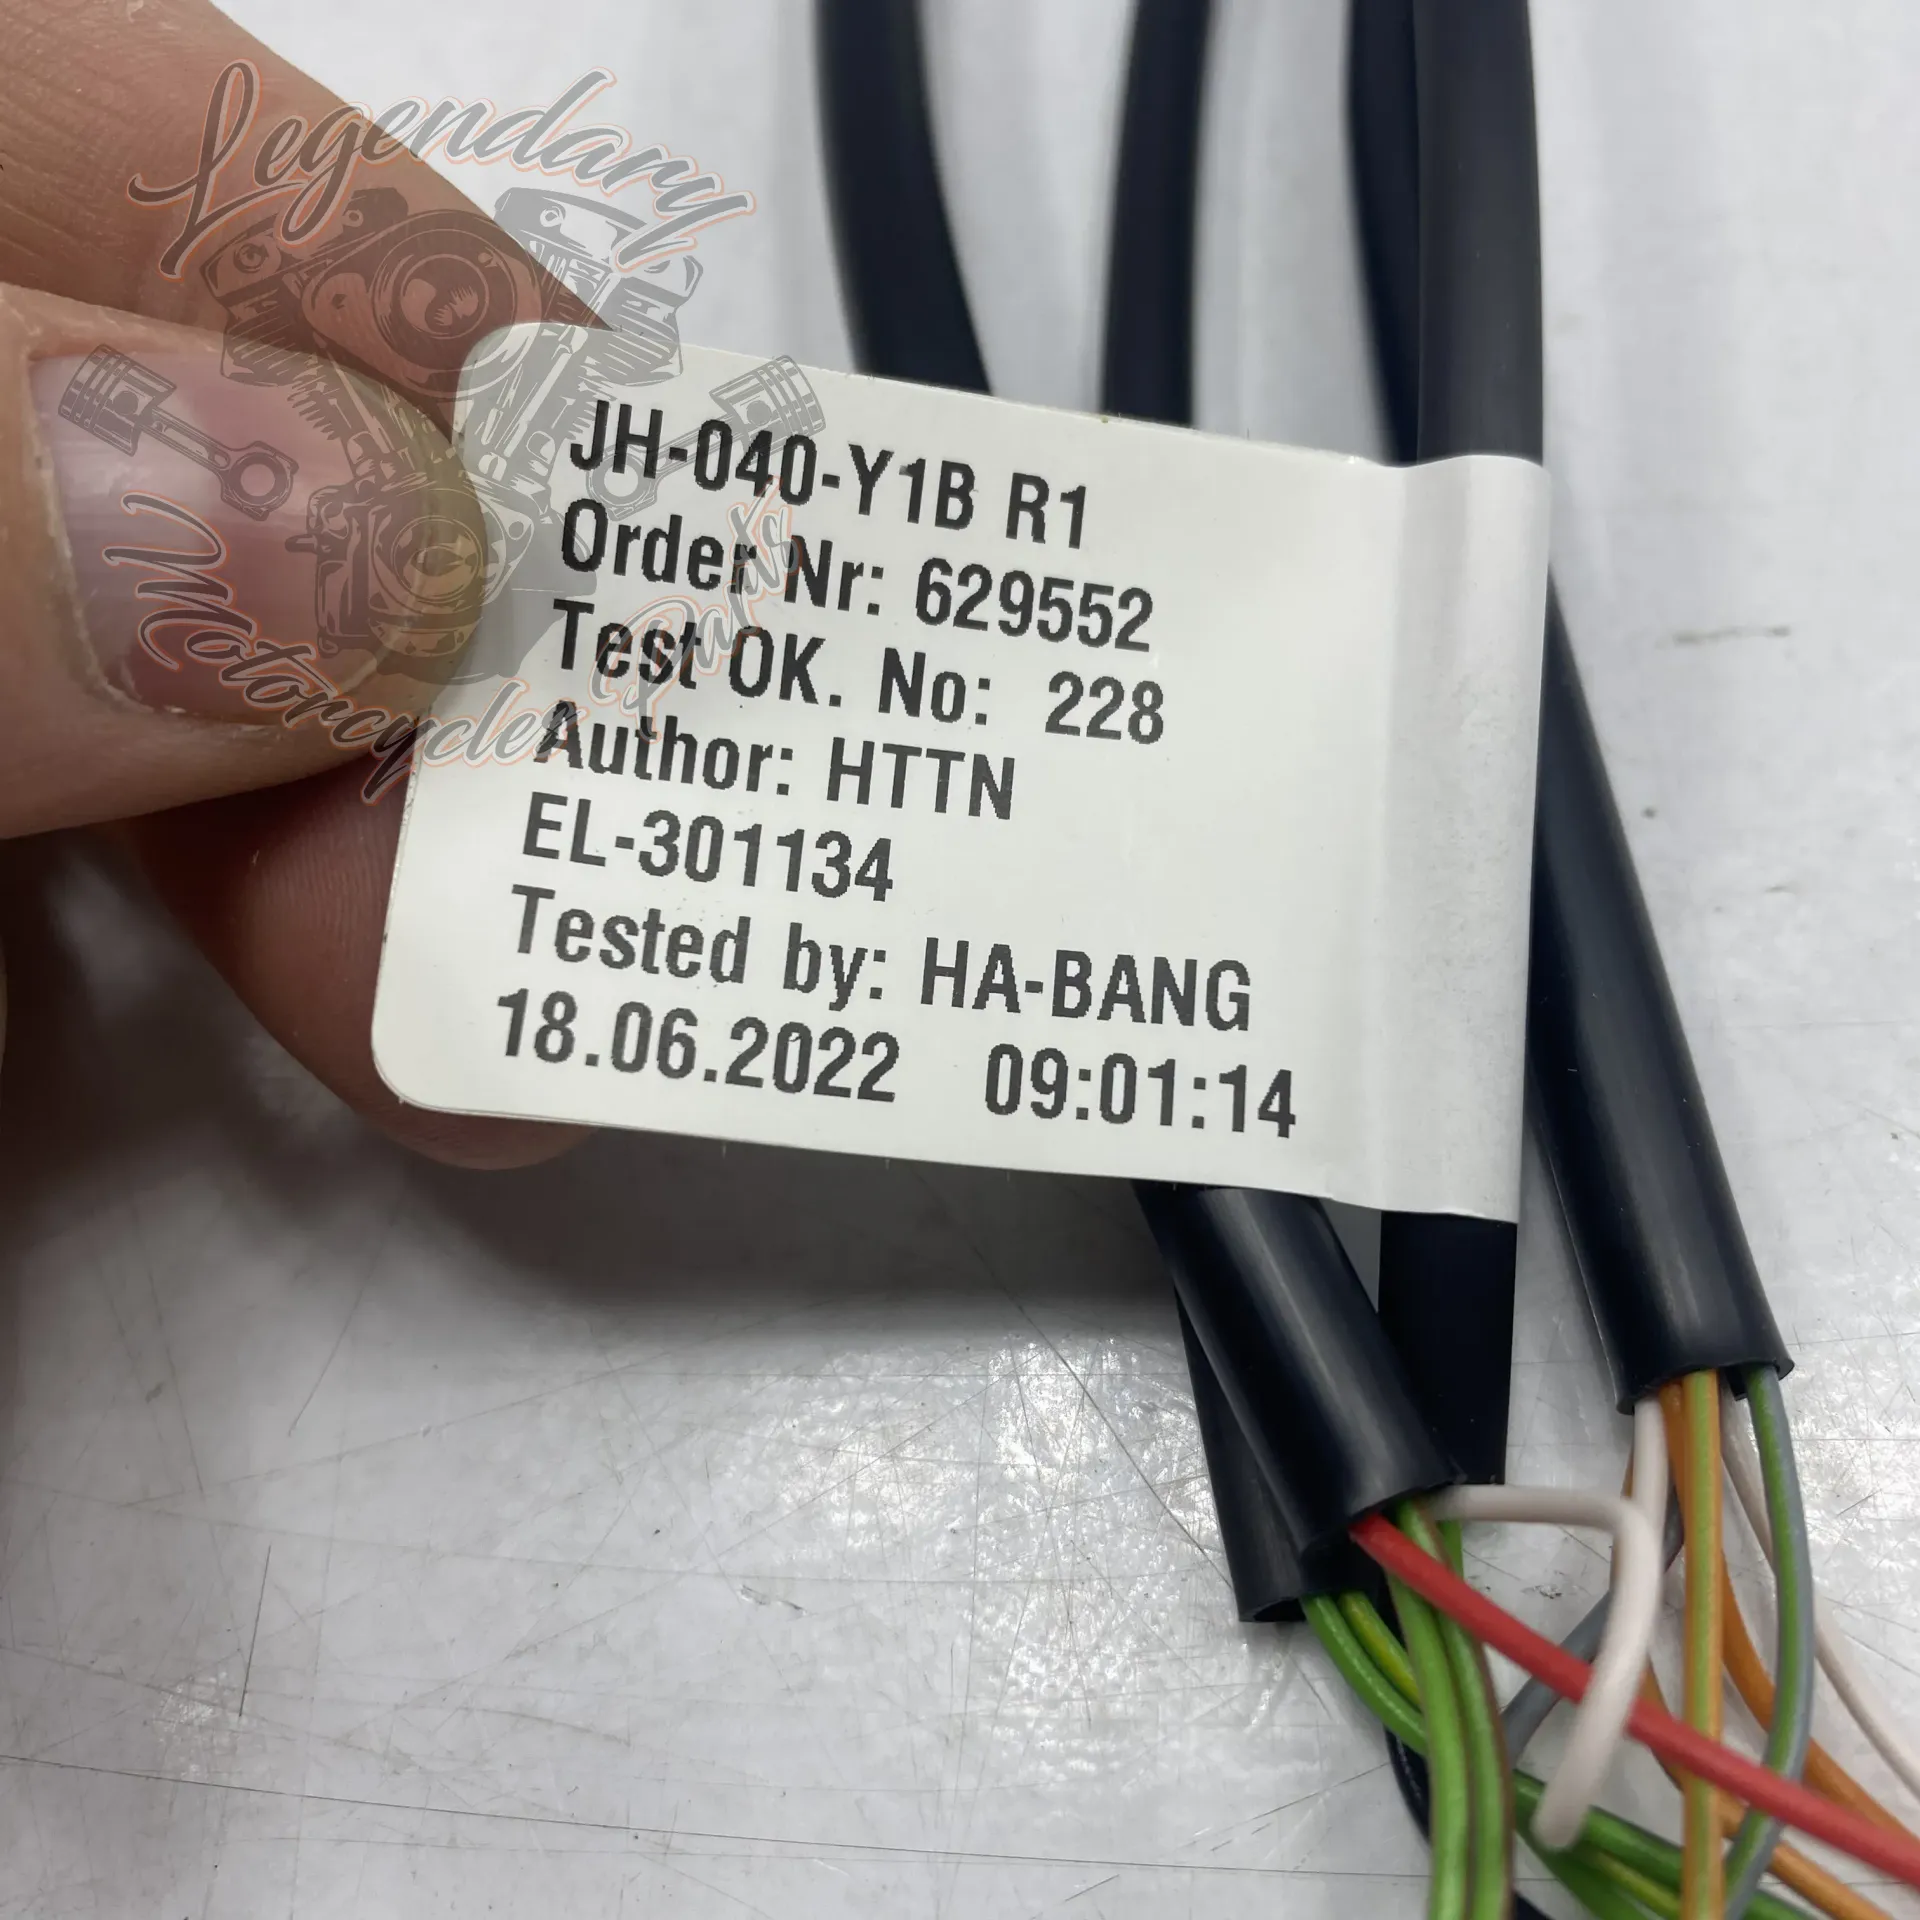 Legendary
Motorcycles Parts
JH-040-Y1B R1
Order Nr: 629552
Test OK. No: 228
Author: HTTN
EL-301134
Tested by: HA-BANG
18.06.2022 09:01:14